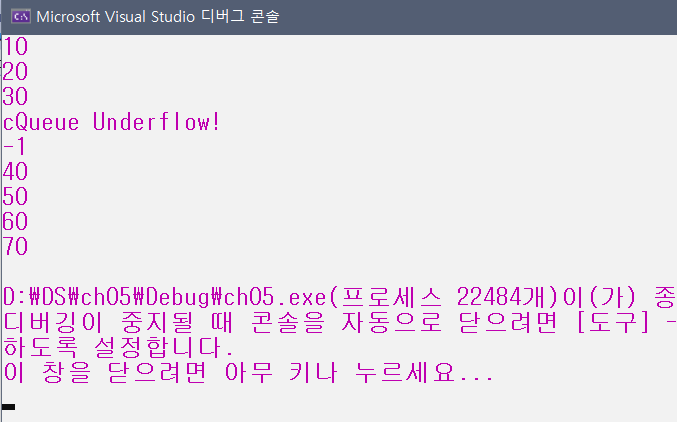 Microsoft Visual Studio 디버그 콘솔
10
20
30
cQueue Underflow!
-1
40
50
60
70
D:\DS\ch05\Debug\ch05.exe(프로세스 22484개)이(가) 종
디버깅이 중지될 때 콘솔을 자동으로 닫으려면 [도구] -
하도록 설정합니다.
이 창을 닫으려면 아무 키나 누르세요...